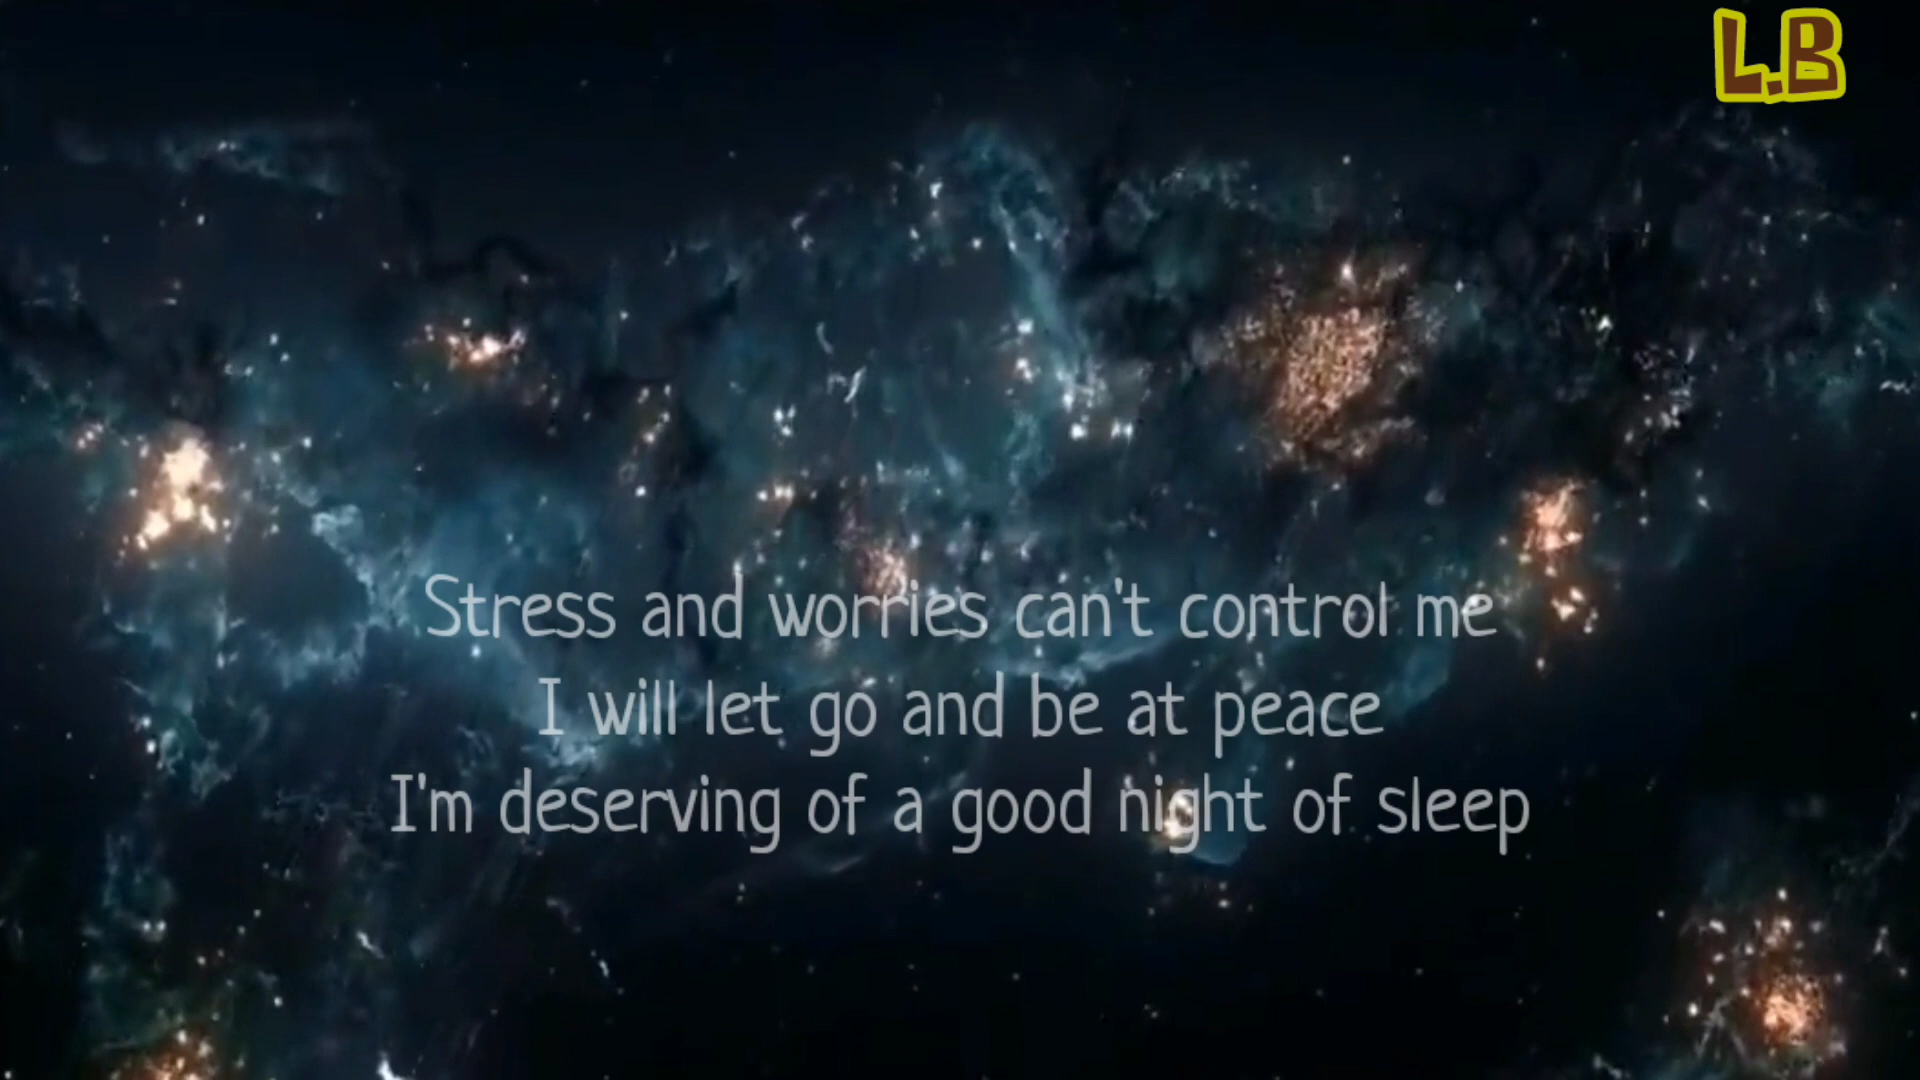 L.B
Stress and worries can't control me
I will let go and be at peace
I'm deserving of a good night of sleep